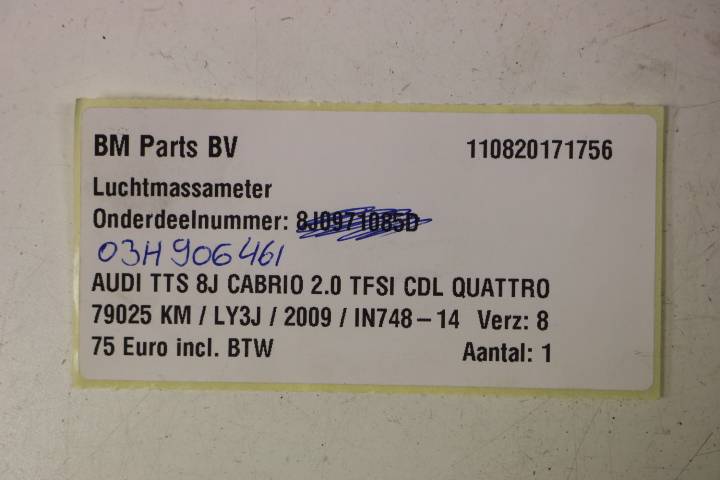 BM Parts BV 110820171756
Luchtmassameter
Onderdeelnummer: 8J0971085D
03H906461
AUDI TTS 8J CABRIO 2.0 TFSI CDL QUATTRO
79025 KM / LY3J / 2009 / IN748-14 Verz: 8
75 Euro incl. BTW Aantal: 1